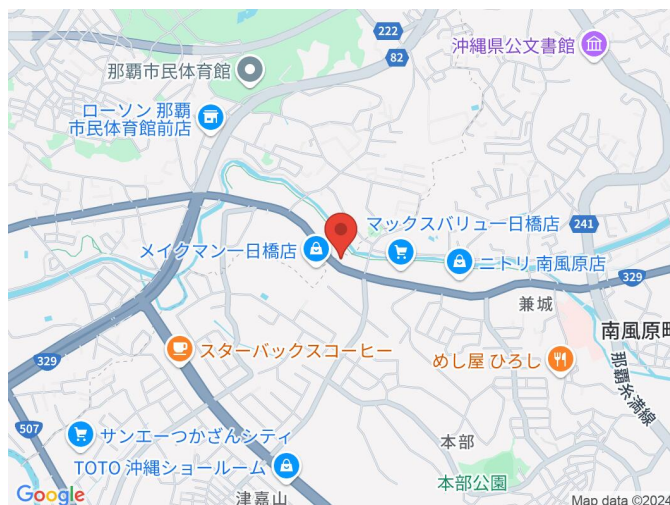 222
沖縄県公文書館
82
那覇市民体育館
ローソン 那覇
市民体育館前店
マックスバリュー日橋店
241
メイクマン一日橋店
ニトリ 南風原店
329
兼城
南風原町
329
スターバックスコーヒー
めし屋 ひろし
那覇糸満線
507
サンエーつかざんシティ
本部
TOTO 沖縄ショールーム
本部公園
津嘉山
Google
Map data ©2024